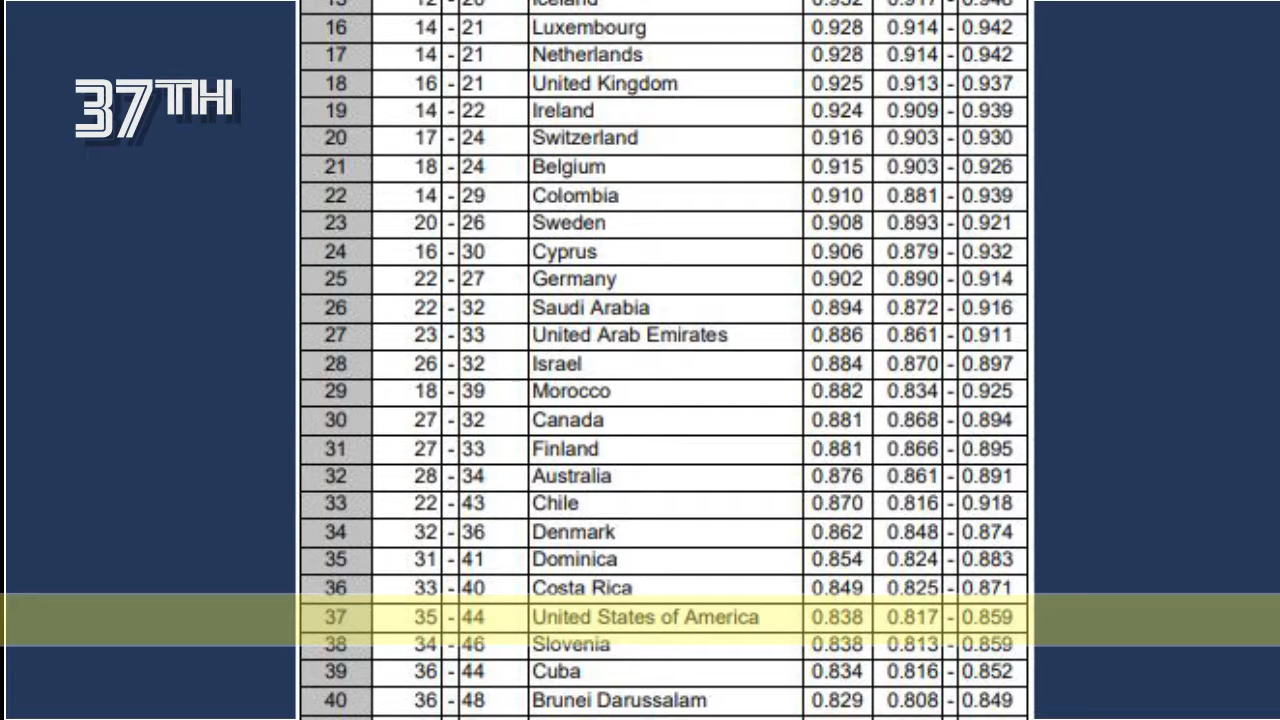 37TH
15 12 - 20 Iceland 0.932 0.917 - 0.948
16 14 - 21 Luxembourg 0.928 0.914 - 0.942
17 14 - 21 Netherlands 0.928 0.914 - 0.942
18 16 - 21 United Kingdom 0.925 0.913 - 0.937
19 14 - 22 Ireland 0.924 0.909 - 0.939
20 17 - 24 Switzerland 0.916 0.903 - 0.930
21 18 - 24 Belgium 0.915 0.903 - 0.926
22 14 - 29 Colombia 0.910 0.881 - 0.939
23 20 - 26 Sweden 0.908 0.893 - 0.921
24 16 - 30 Cyprus 0.906 0.879 - 0.932
25 22 - 27 Germany 0.902 0.890 - 0.914
26 22 - 32 Saudi Arabia 0.894 0.872 - 0.916
27 23 - 33 United Arab Emirates 0.886 0.861 - 0.911
28 26 - 32 Israel 0.884 0.870 - 0.897
29 18 - 39 Morocco 0.882 0.834 - 0.925
30 27 - 32 Canada 0.881 0.868 - 0.894
31 27 - 33 Finland 0.881 0.866 - 0.895
32 28 - 34 Australia 0.876 0.861 - 0.891
33 22 - 43 Chile 0.870 0.816 - 0.918
34 32 - 36 Denmark 0.862 0.848 - 0.874
35 31 - 41 Dominica 0.854 0.824 - 0.883
36 33 - 40 Costa Rica 0.849 0.825 - 0.871
37 35 - 44 United States of America 0.838 0.817 - 0.859
38 34 - 46 Slovenia 0.838 0.813 - 0.859
39 36 - 44 Cuba 0.834 0.816 - 0.852
40 36 - 48 Brunei Darussalam 0.829 0.808 - 0.849